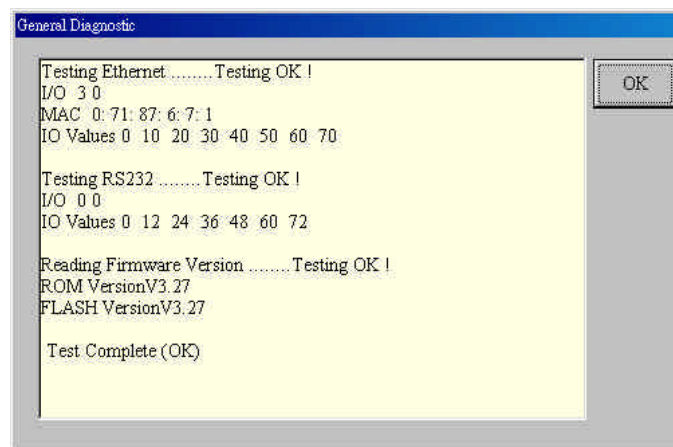 General Diagnostic
Testing Ethernet ........Testing OK !
I/O  3 0
MAC  0: 71: 87: 6: 7: 1
IO Values 0  10  20  30  40  50  60  70
Testing RS232 ........Testing OK !
I/O  0 0
IO Values 0  12  24  36  48  60  72
Reading Firmware Version ........Testing OK !
ROM VersionV3.27
FLASH VersionV3.27
Test Complete (OK)
OK